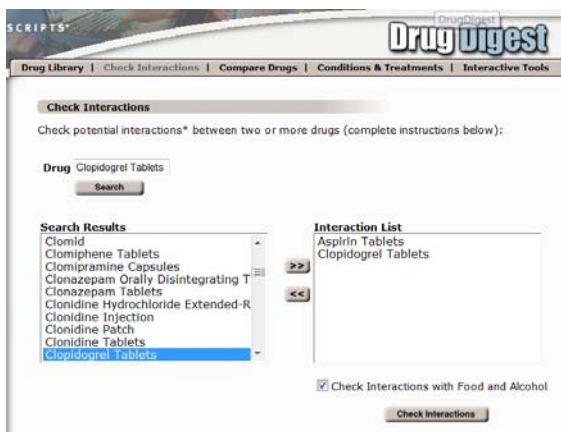 SCRIPTS
DrugDigest
Drug Digest
Drug Library | Check Interactions | Compare Drugs | Conditions & Treatments | Interactive Tools
Check Interactions
Check potential interactions* between two or more drugs (complete instructions below):
Drug Clopidogrel Tablets
Search
Search Results
Clomid
Clomiphene Tablets
Clomipramine Capsules
Clonazepam Orally Disintegrating T
Clonazepam Tablets
Clonidine Hydrochloride Extended-R
Clonidine Injection
Clonidine Patch
Clonidine Tablets
Clopidogrel Tablets
>>
<<
Interaction List
Aspirin Tablets
Clopidogrel Tablets
Check Interactions with Food and Alcohol
Check Interactions